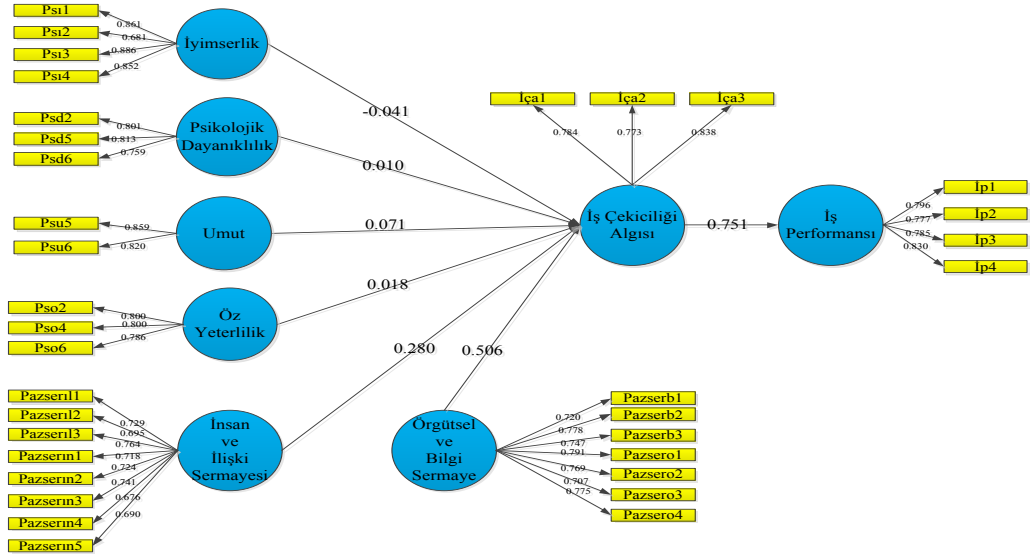 Psı1
Psı2
Psı3
Psı4
0.861
0.681
0.886
0.852
İyimserlik
-0.041
Psd2
Psd5
Psd6
0.801
0.813
0.759
Psikolojik
Dayanıklılık
0.010
Psu5
Psu6
0.859
0.820
Umut
0.071
Pso2
Pso4
Pso6
0.800
0.800
0.786
Öz
Yeterlilik
0.018
Pazserıl1
Pazserıl2
Pazserıl3
Pazserın1
Pazserın2
Pazserın3
Pazserın4
Pazserın5
0.729
0.695
0.764
0.718
0.724
0.741
0.676
0.690
İnsan
ve
İlişki
Sermayesi
0.280
Örgütsel
ve
Bilgi
Sermaye
0.506
0.720
0.778
0.747
0.791
0.769
0.707
0.775
Pazserb1
Pazserb2
Pazserb3
Pazsero1
Pazsero2
Pazsero3
Pazsero4
İça1
İça2
İça3
0.784
0.773
0.838
İş Çekiciliği
Algısı
0.751
İş
Performansı
0.796
0.777
0.785
0.830
İp1
İp2
İp3
İp4